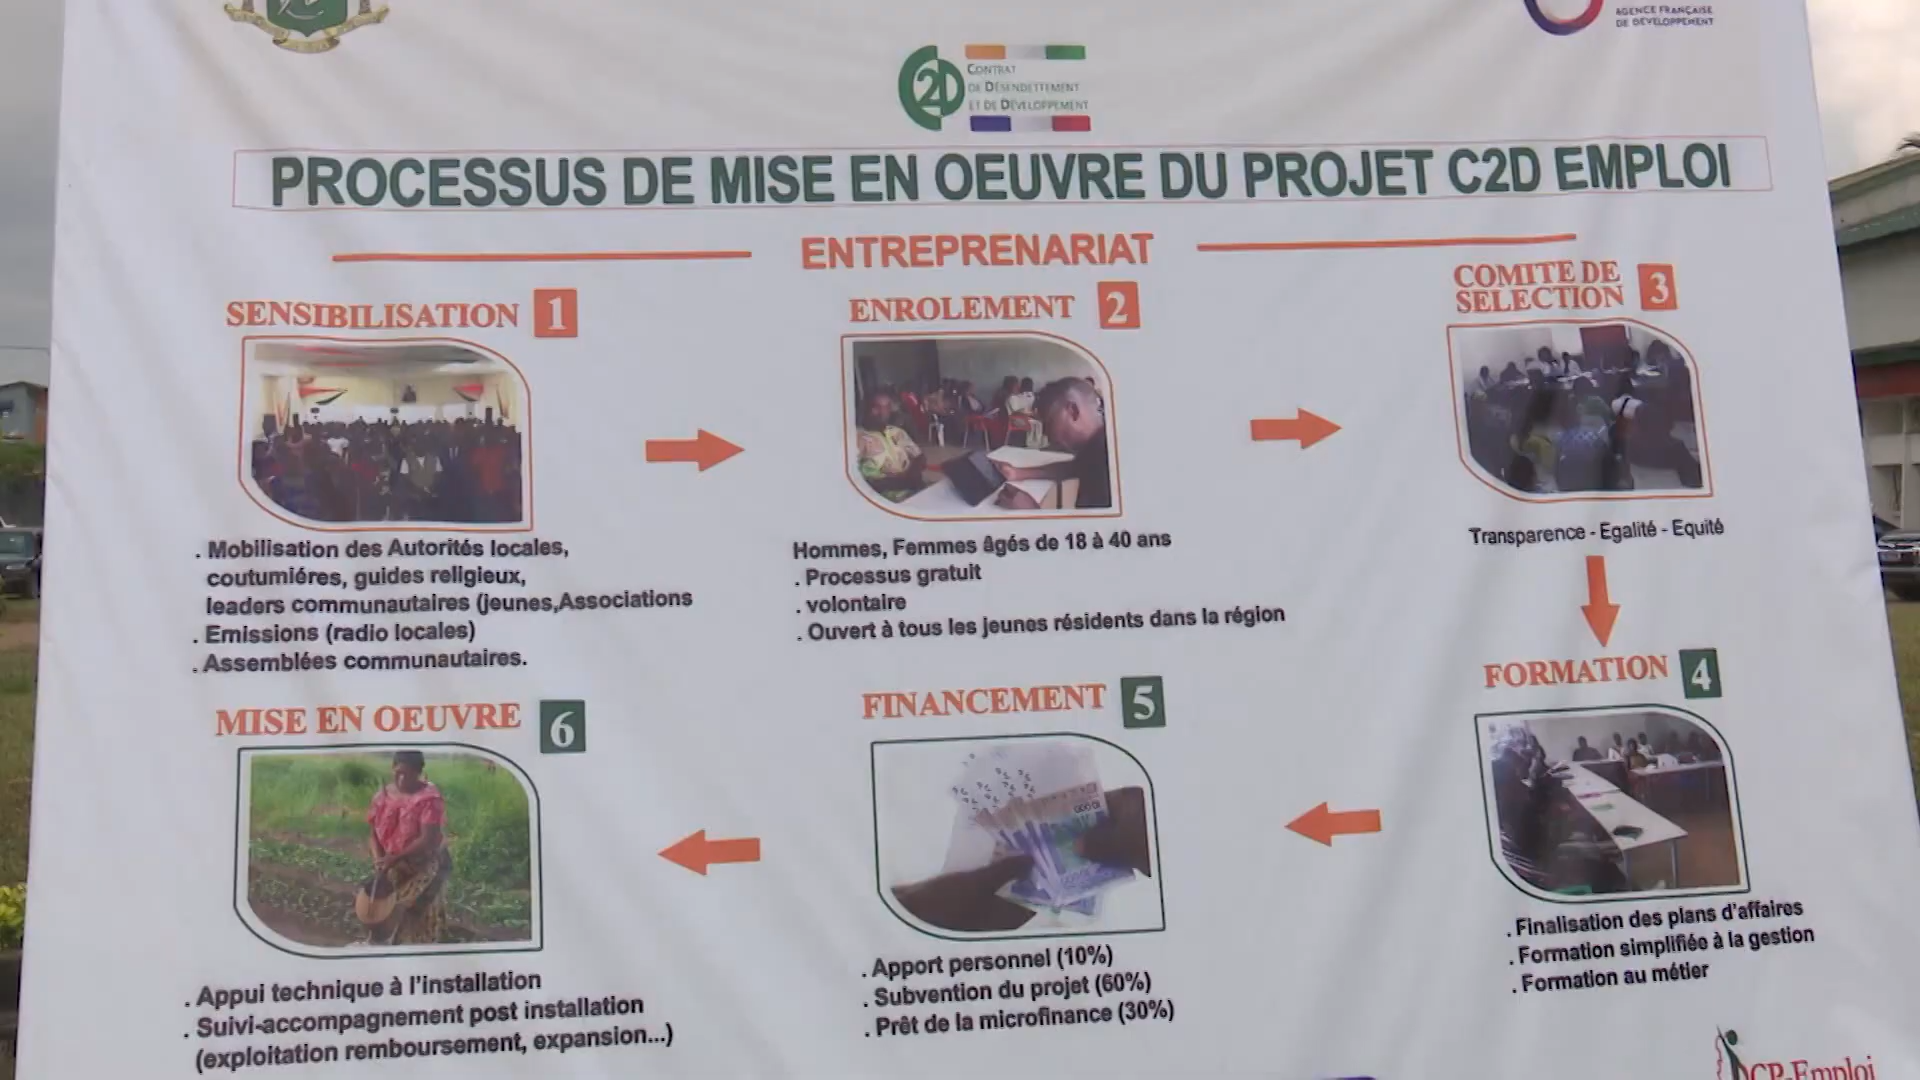 AGENCE FRANÇAISE
DE DÉVELOPPEMENT
C2D
CONTRAT
DE DÉSENDETTEMENT
ET DE DÉVELOPPEMENT
PROCESSUS DE MISE EN OEUVRE DU PROJET C2D EMPLOI
ENTREPRENARIAT
SENSIBILISATION 1
. Mobilisation des Autorités locales,
coutumiéres, guides religieux,
leaders communautaires (jeunes,Associations
. Emissions (radio locales)
. Assemblées communautaires.
ENROLEMENT 2
Hommes, Femmes âgés de 18 à 40 ans
. Processus gratuit
. volontaire
. Ouvert à tous les jeunes résidents dans la région
COMITE DE
SELECTION 3
Transparence - Egalité - Equité
FORMATION 4
. Finalisation des plans d'affaires
. Formation simplifiée à la gestion
. Formation au métier
FINANCEMENT 5
. Apport personnel (10%)
. Subvention du projet (60%)
. Prêt de la microfinance (30%)
MISE EN OEUVRE 6
. Appui technique à l'installation
. Suivi-accompagnement post installation
(exploitation remboursement, expansion...)
CP-Emploi